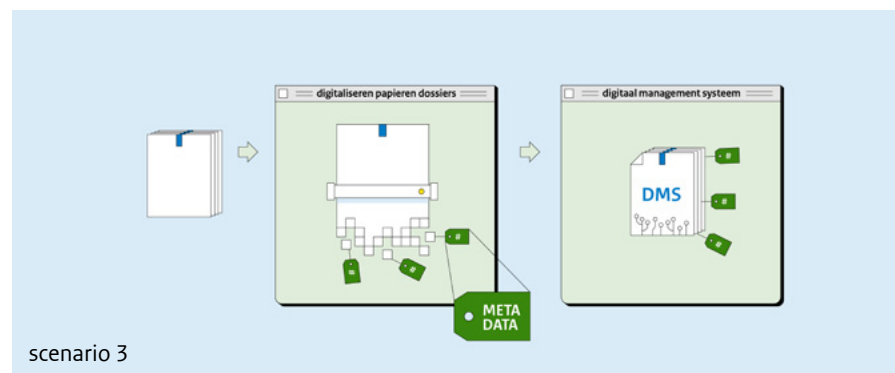 digitaliseren papieren dossiers
digitaal management systeem
#
#
#
DMS
#
#
#
META
DATA
scenario 3